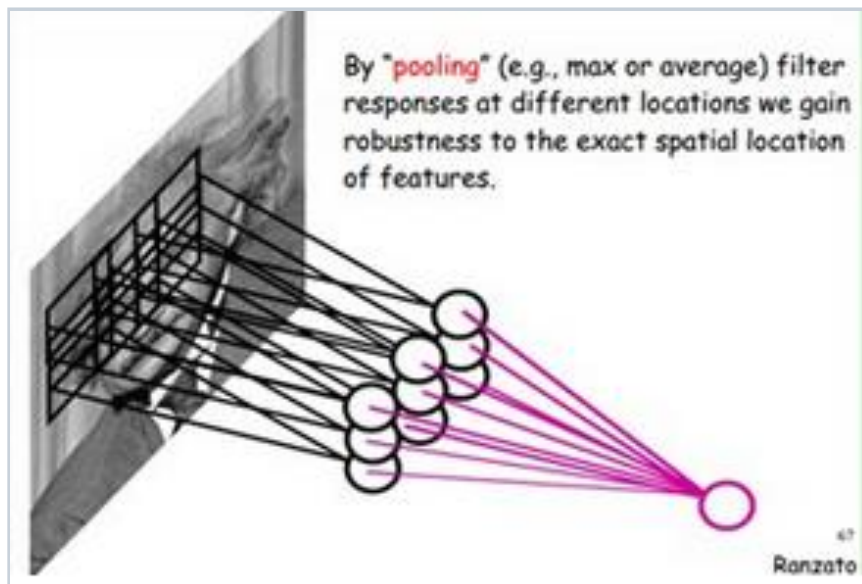 By "pooling" (e.g., max or average) filter
responses at different locations we gain
robustness to the exact spatial location
of features.
67
Ranzato